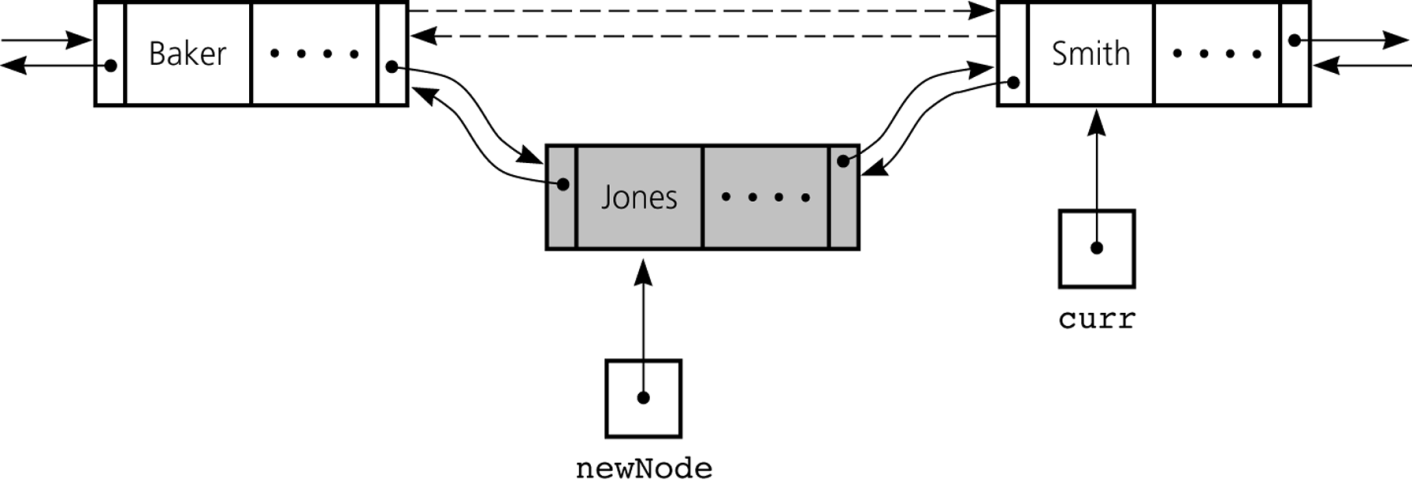 Baker
Smith
Jones
curr
newNode